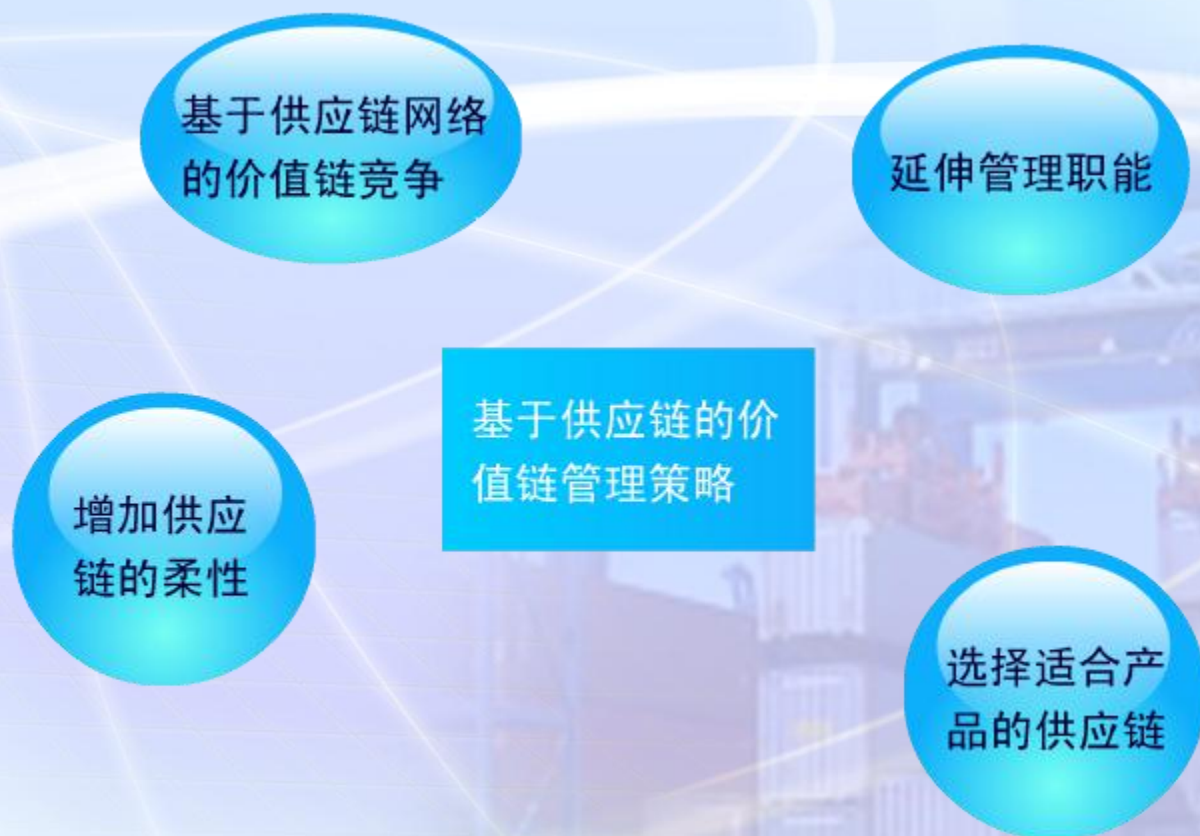 基于供应链网络
的价值链竞争
延伸管理职能
基于供应链的价
值链管理策略
增加供应
链的柔性
选择适合产
品的供应链